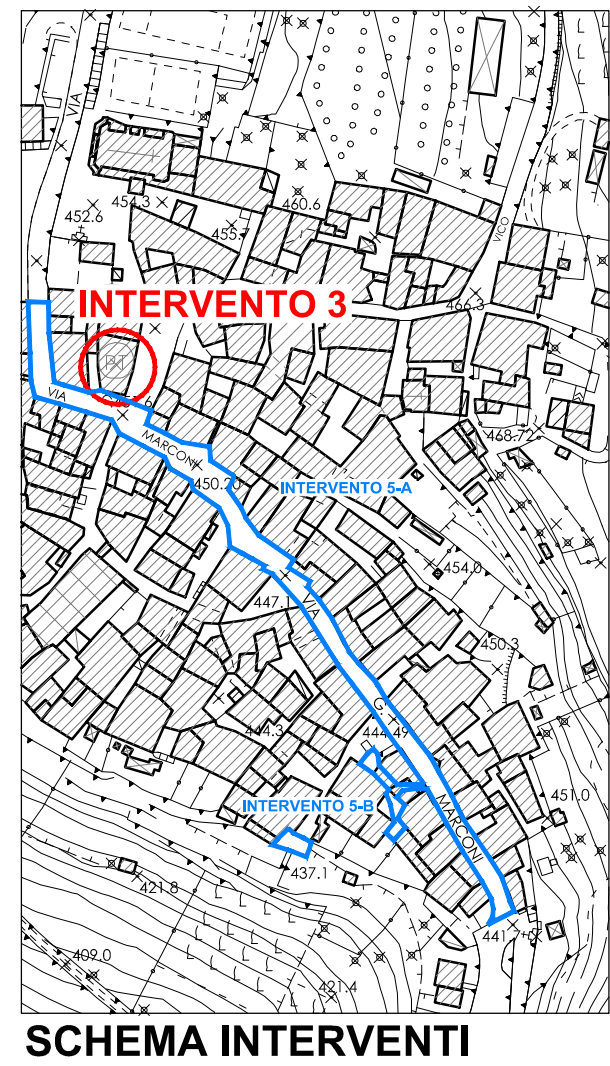 VIA
452.6
454.3
455.7
460.6
VICO
466.3
INTERVENTO 3
VIA
G.
MARCONI
450.20
468.72
INTERVENTO 5-A
454.0
447.1
VIA
450.3
G.
444.3
444.49
MARCONI
451.0
INTERVENTO 5-B
437.1
421.8
441.7
409.0
421.4
SCHEMA INTERVENTI